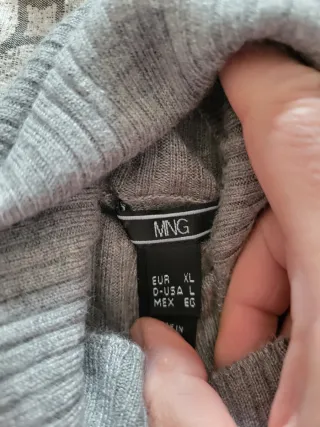 MNG
EUR XL
D-USA L
MEX EG